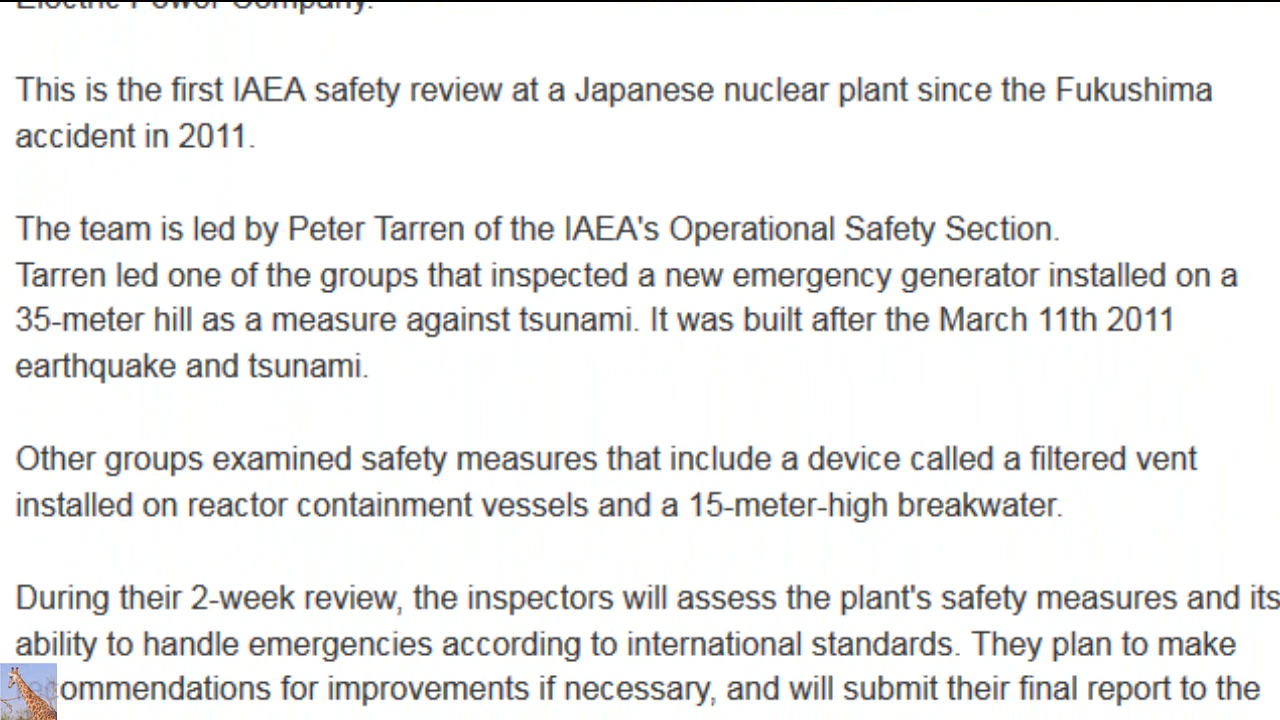 Electric Power Company.
This is the first IAEA safety review at a Japanese nuclear plant since the Fukushima
accident in 2011.
The team is led by Peter Tarren of the IAEA's Operational Safety Section.
Tarren led one of the groups that inspected a new emergency generator installed on a
35-meter hill as a measure against tsunami. It was built after the March 11th 2011
earthquake and tsunami.
Other groups examined safety measures that include a device called a filtered vent
installed on reactor containment vessels and a 15-meter-high breakwater.
During their 2-week review, the inspectors will assess the plant's safety measures and its
ability to handle emergencies according to international standards. They plan to make
recommendations for improvements if necessary, and will submit their final report to the